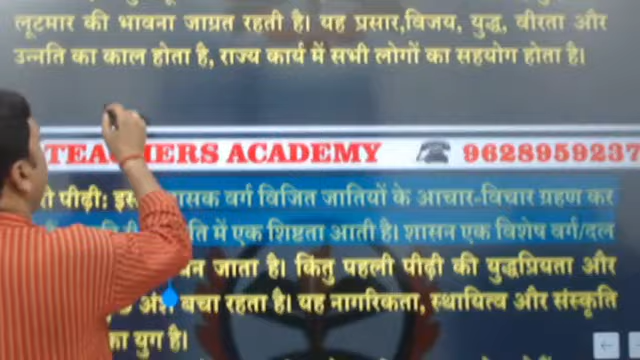 लूटमार की भावना जाग्रत रहती है। यह प्रसार,विजय, युद्ध, वीरता और
उन्नति का काल होता है, राज्य कार्य में सभी लोगों का सहयोग होता है।
TEACHERS ACADEMY 9628959237
पीढ़ी: शासक वर्ग विजित जातियों के आचार-विचार ग्रहण कर
में एक शिष्टता आती है। शासन एक विशेष वर्ग/दल
जाता है। किंतु पहली पीढ़ी की युद्धप्रियता और
अंश बचा रहता है। यह नागरिकता, स्थायित्व और संस्कृति
का युग है।